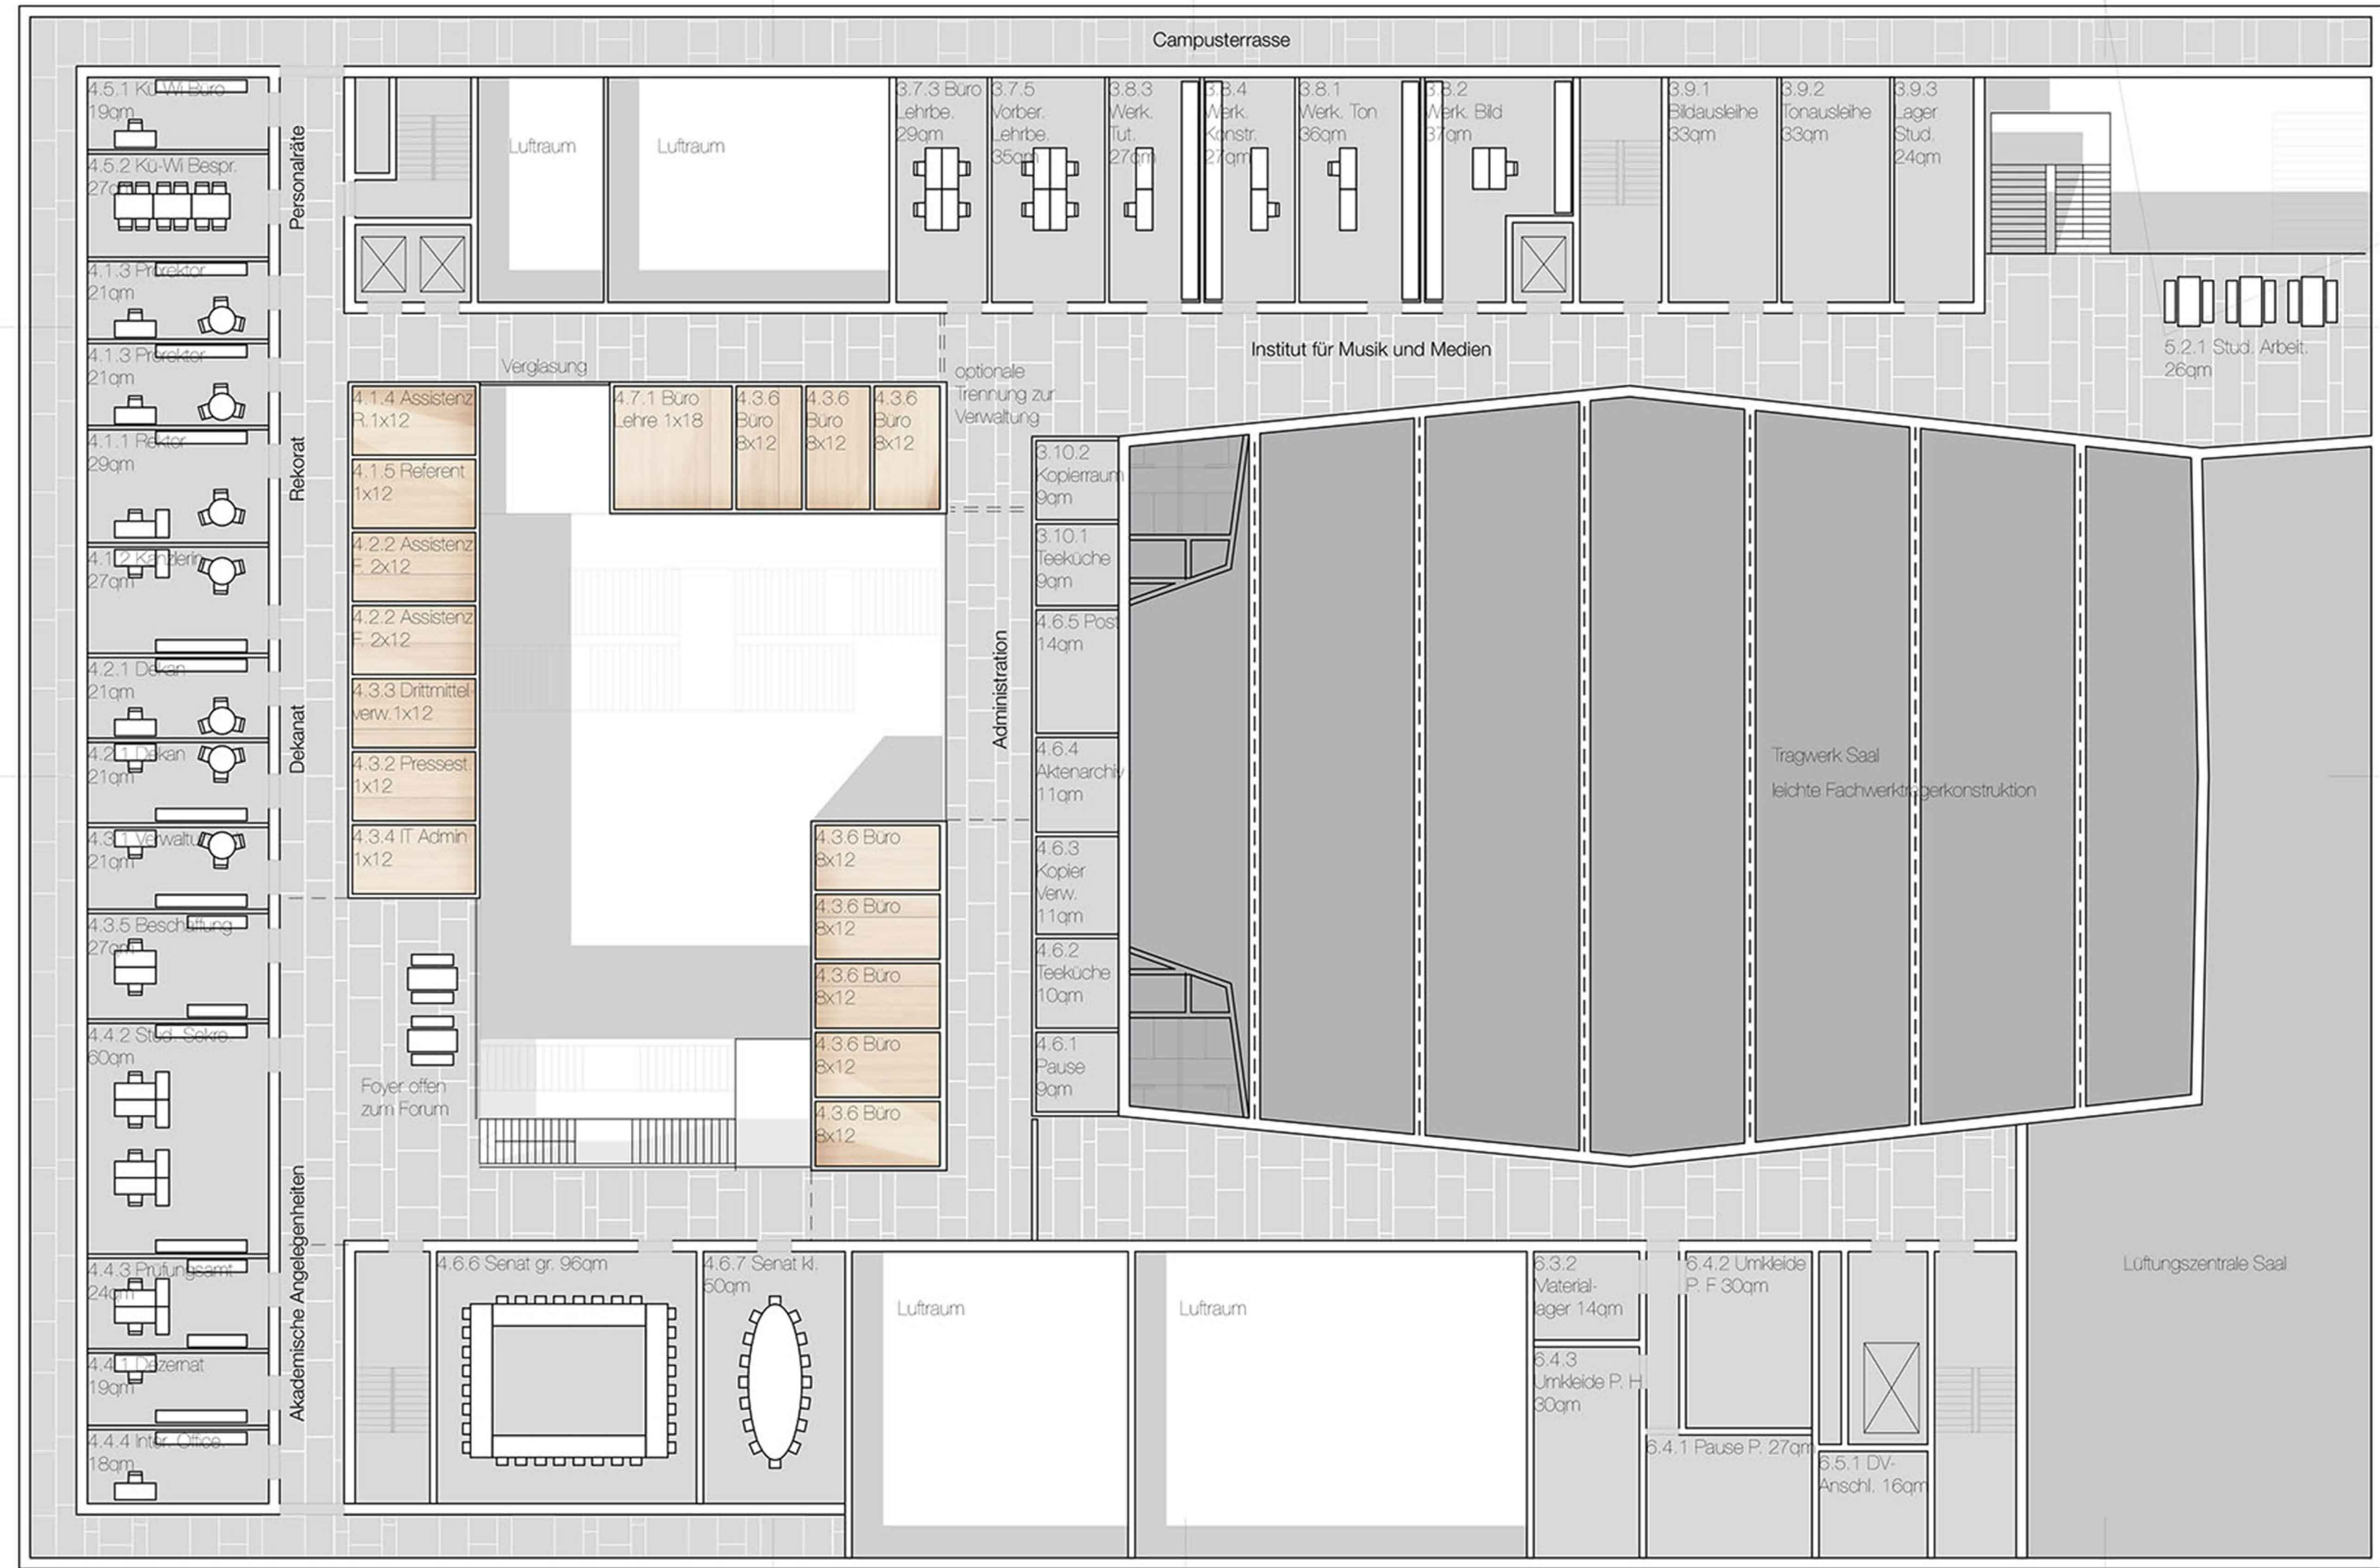 Campusterrasse
4.5.1 Kü-Wi Büro
19qm
4.5.2 Kü-Wi Bespr.
27qm
4.1.3 Prorektor
21qm
4.1.3 Prorektor
21qm
4.1.1 Rektor
29qm
4.1.2 Kanzlerin
27qm
4.2.1 Dekan
21qm
4.2.1 Dekan
21qm
4.3.1 Verwaltu
21qm
4.3.5 Beschaffung
27qm
4.4.2 Stud. Sekre.
60qm
4.4.3 Prüfungsamt
24qm
4.4.1 Dezernat
19qm
4.4.4 Inter. Office.
18qm
Personalräte
Rekorat
Dekanat
Akademische Angelegenheiten
Luftraum
Luftraum
3.7.3 Büro
Lehrbe.
29qm
3.7.5
Vorber.
Lehrbe.
35qm
3.8.3
Werk.
Tut.
27qm
3.8.4
Werk.
Konstr.
27qm
3.8.1
Werk. Ton
36qm
3.8.2
Werk. Bild
37qm
3.9.1
Bildausleihe
33qm
3.9.2
Tonausleihe
33qm
3.9.3
Lager
Stud.
24qm
Institut für Musik und Medien
5.2.1 Stud. Arbeit.
26qm
Verglasung
optionale
Trennung zur
Verwaltung
4.1.4 Assistenz
R.1x12
4.1.5 Referent
1x12
4.2.2 Assistenz
F. 2x12
4.2.2 Assistenz
F. 2x12
4.3.3 Drittmittel-
verw.1x12
4.3.2 Pressest.
1x12
4.3.4 IT Admin
1x12
4.7.1 Büro
Lehre 1x18
4.3.6
Büro
8x12
4.3.6
Büro
8x12
4.3.6
Büro
8x12
4.3.6 Büro
8x12
4.3.6 Büro
8x12
4.3.6 Büro
8x12
4.3.6 Büro
8x12
4.3.6 Büro
8x12
Foyer offen
zum Forum
Administration
3.10.2
Kopierraum
9qm
3.10.1
Teeküche
9qm
4.6.5 Post
14qm
4.6.4
Aktenarchiv
11qm
4.6.3
Kopier
Verw.
11qm
4.6.2
Teeküche
10qm
4.6.1
Pause
9qm
Tragwerk Saal
leichte Fachwerkträgerkonstruktion
Lüftungszentrale Saal
4.6.6 Senat gr. 96qm
4.6.7 Senat kl.
50qm
Luftraum
Luftraum
6.3.2
Material-
lager 14qm
6.4.3
Umkleide P. H
30qm
6.4.2 Umkleide
P. F 30qm
6.4.1 Pause P. 27qm
6.5.1 DV-
Anschl. 16qm